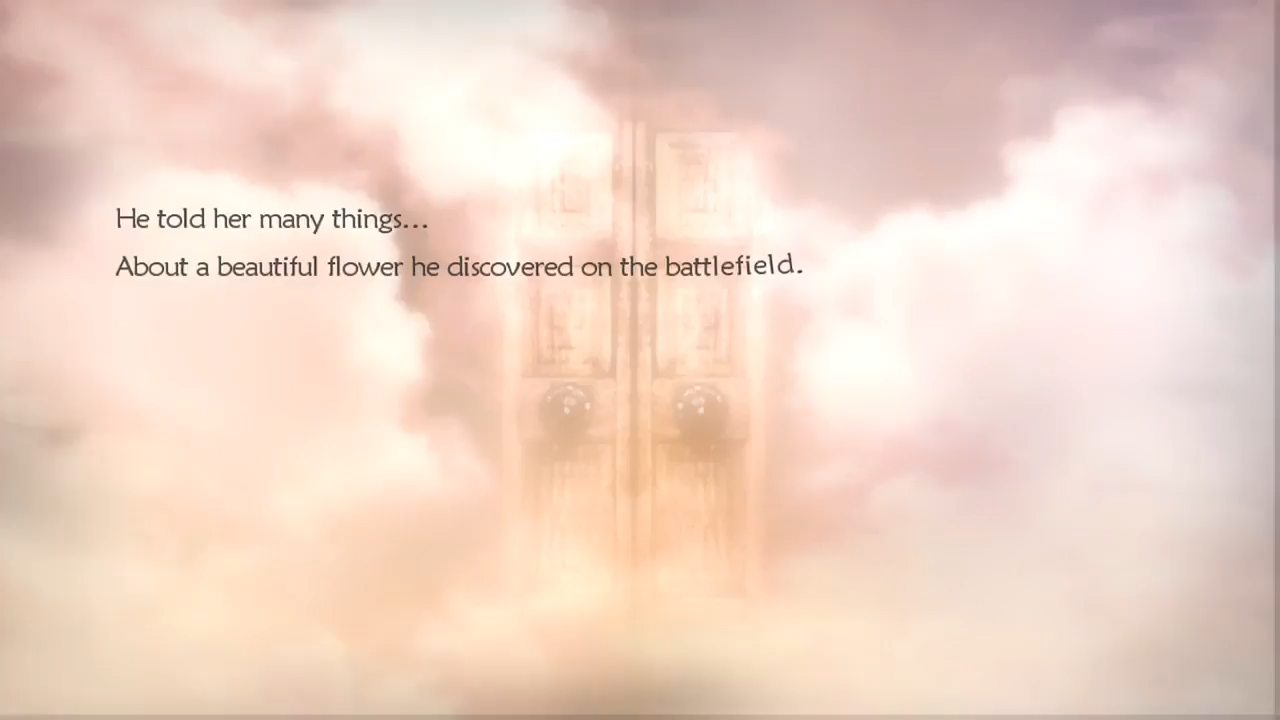 He told her many things...
About a beautiful flower he discovered on the battlefield.